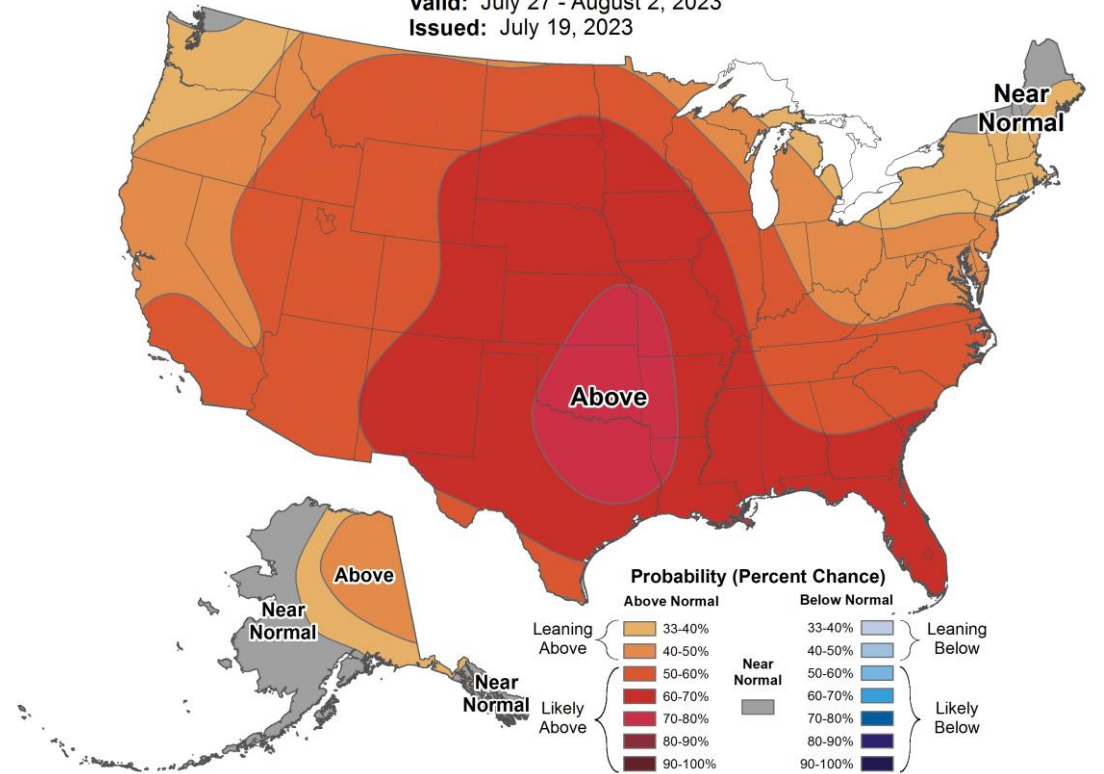 Valid: July 27 - August 2, 2023
Issued: July 19, 2023
Near
Normal
Above
Above
Near
Normal
Near
Normal
Probability (Percent Chance)
Above Normal
Below Normal
Leaning
Above
33-40%
40-50%
50-60%
60-70%
70-80%
80-90%
90-100%
Likely
Above
Near
Normal
33-40%
40-50%
50-60%
60-70%
70-80%
80-90%
90-100%
Leaning
Below
Likely
Below